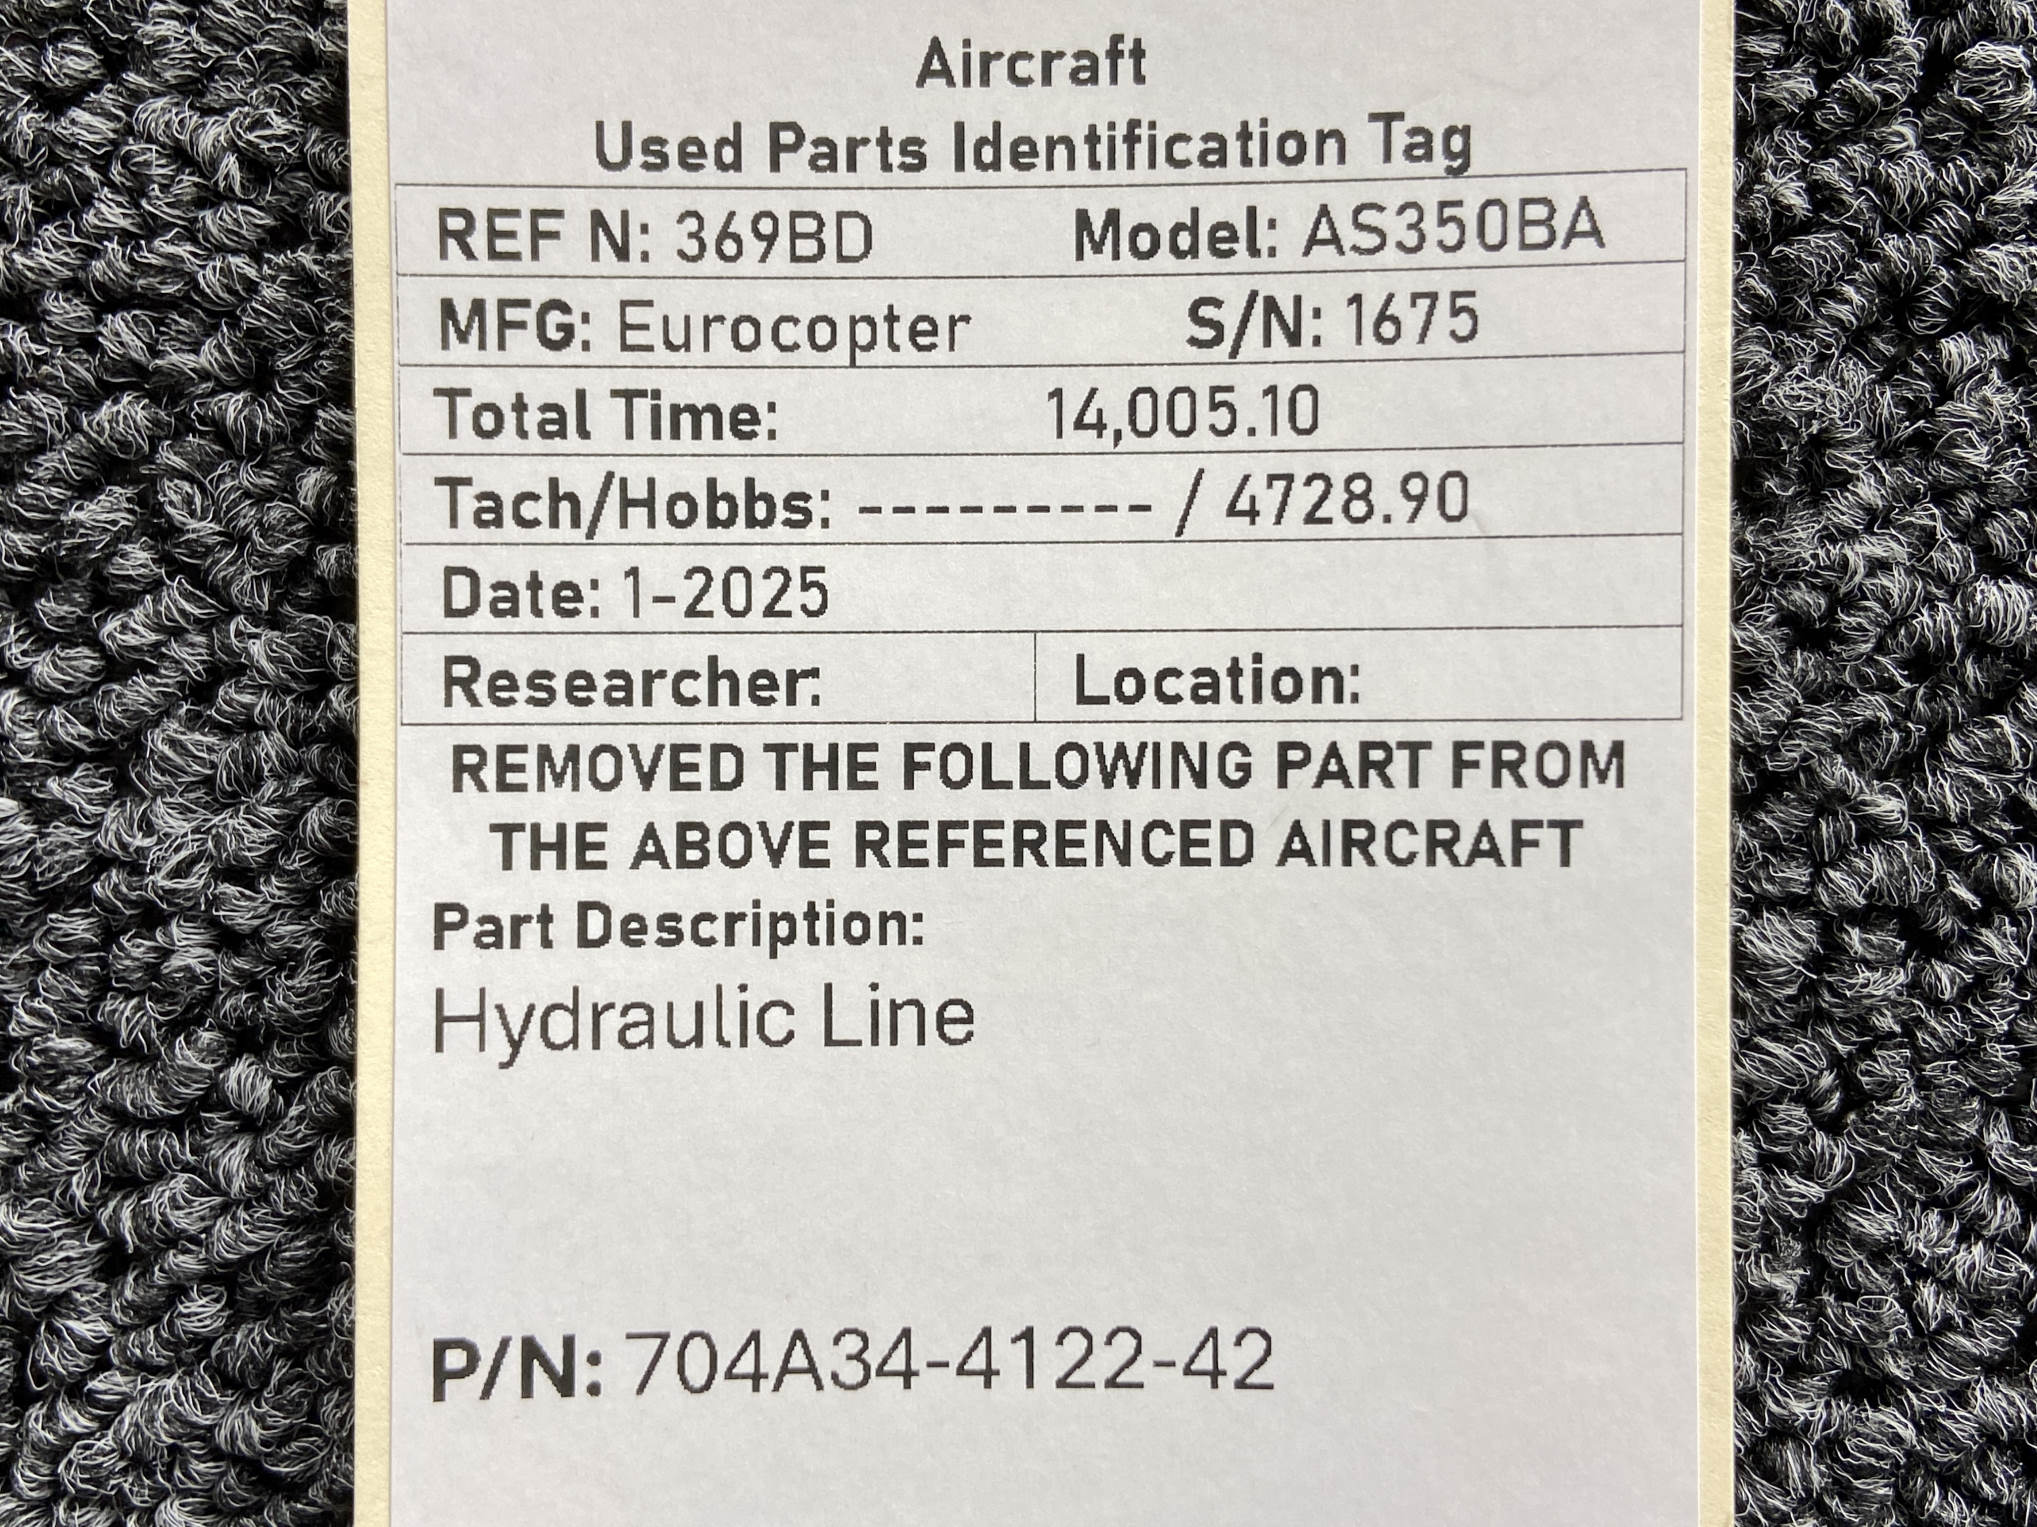 Aircraft
Used Parts Identification Tag
REF N: 369BD Model: AS350BA
MFG: Eurocopter S/N: 1675
Total Time: 14,005.10
Tach/Hobbs: --------- / 4728.90
Date: 1-2025
Researcher: Location:
REMOVED THE FOLLOWING PART FROM
THE ABOVE REFERENCED AIRCRAFT
Part Description:
Hydraulic Line
P/N: 704A34-4122-42